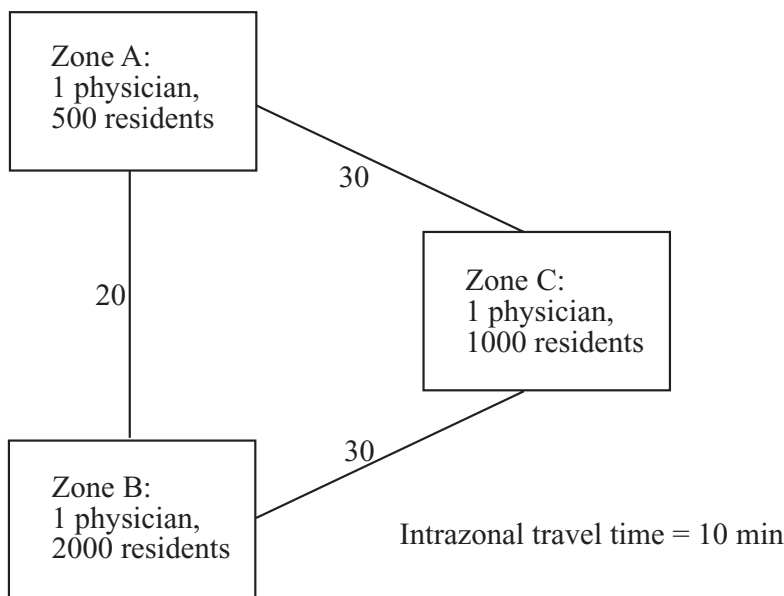 Zone A:
1 physician,
500 residents
30
20
Zone C:
1 physician,
1000 residents
30
Zone B:
1 physician,
2000 residents
Intrazonal travel time = 10 min